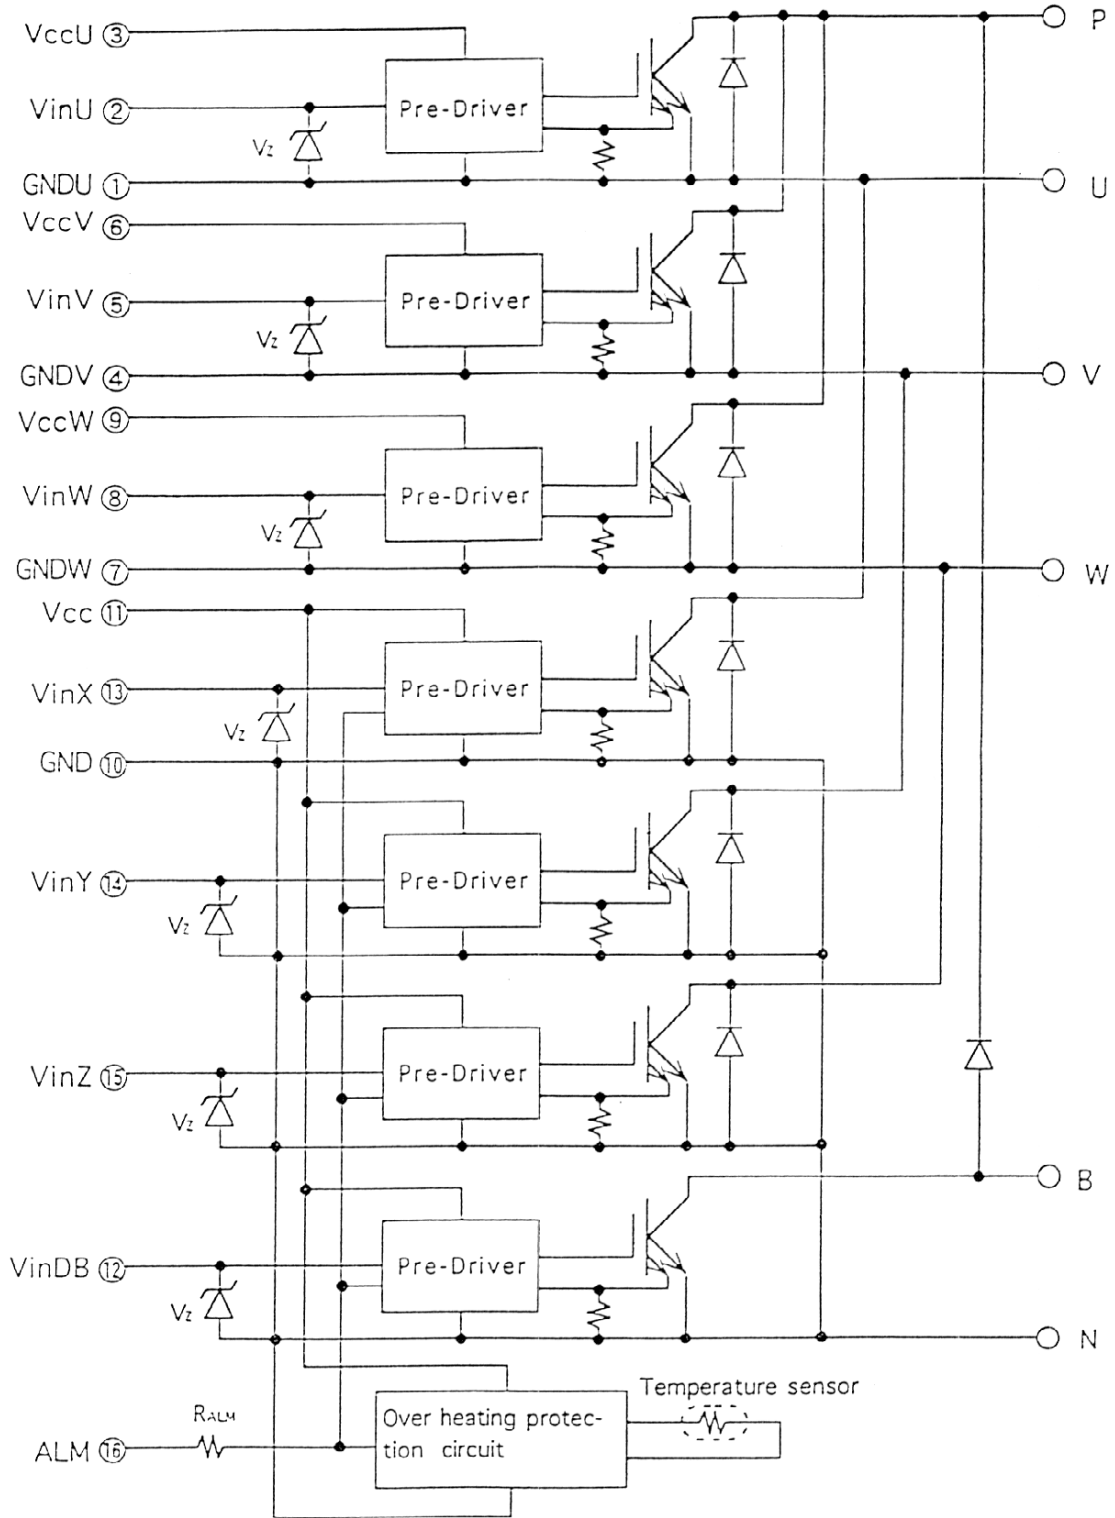 VccU ③ P
VinU ② Pre-Driver
Vz
GNDU ① U
VccV ⑥
VinV ⑤ Pre-Driver
Vz
GNDV ④ V
VccW ⑨
VinW ⑧ Pre-Driver
Vz
GNDW ⑦ W
Vcc ⑪
VinX ⑬ Pre-Driver
Vz
GND ⑩
VinY ⑭ Pre-Driver
Vz
VinZ ⑮ Pre-Driver
Vz
B
VinDB ⑫ Pre-Driver
Vz
N
Temperature sensor
RALM
Over heating protec-
tion circuit
ALM ⑯